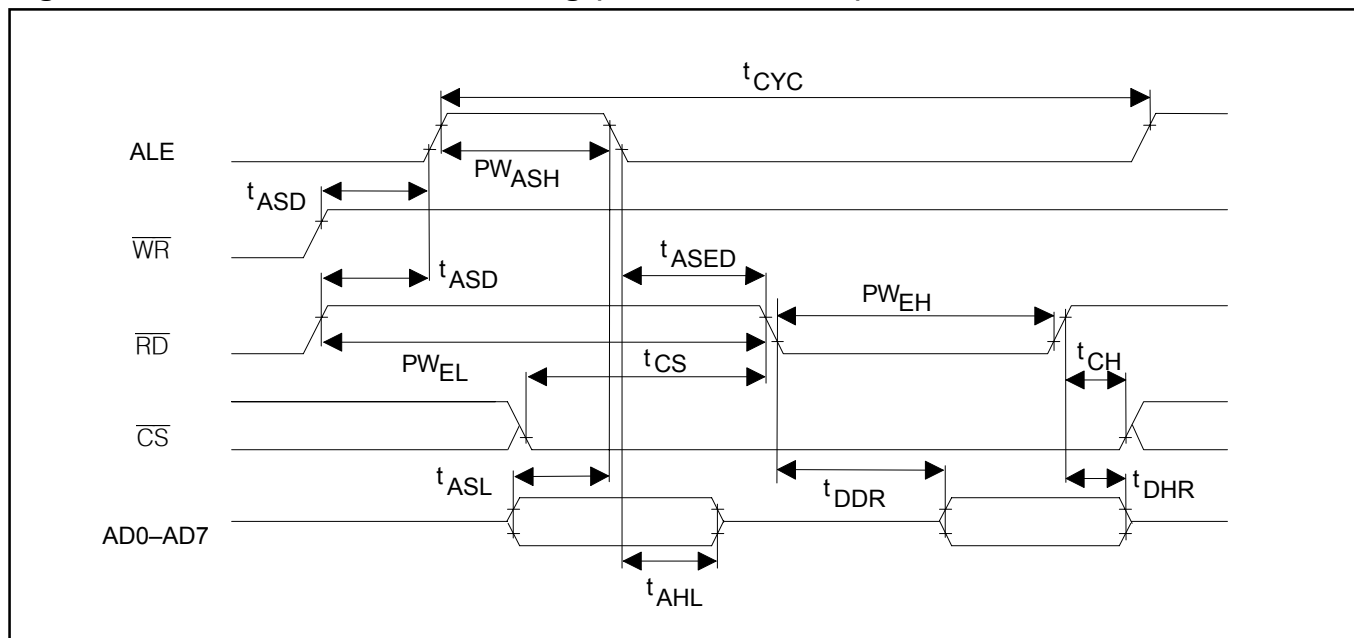 tCYC
ALE
PWASH
tASD
WR
tASED
tASD
PWEH
RD
PWEL
tCS
tCH
CS
tASL
tDDR
tDHR
AD0–AD7
tAHL